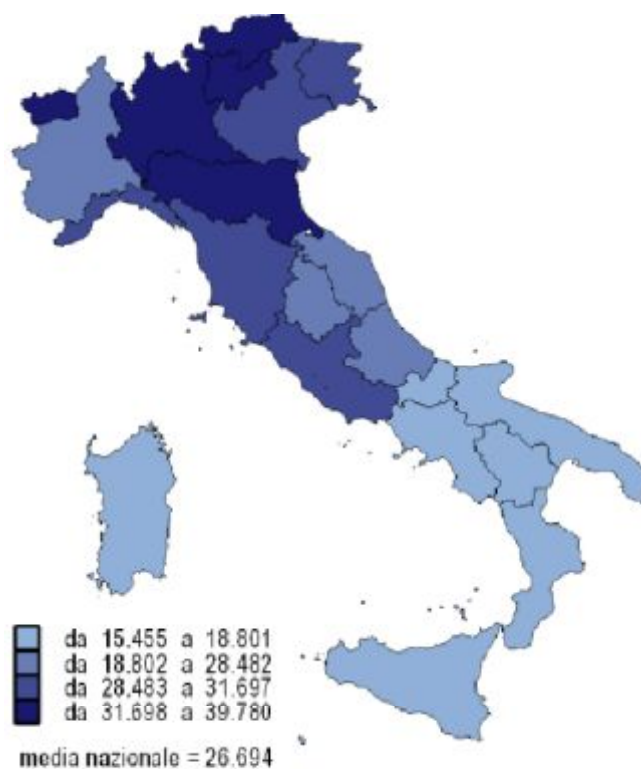 da 15.455 a 18.801
da 18.802 a 28.482
da 28.483 a 31.697
da 31.698 a 39.780
media nazionale = 26.694